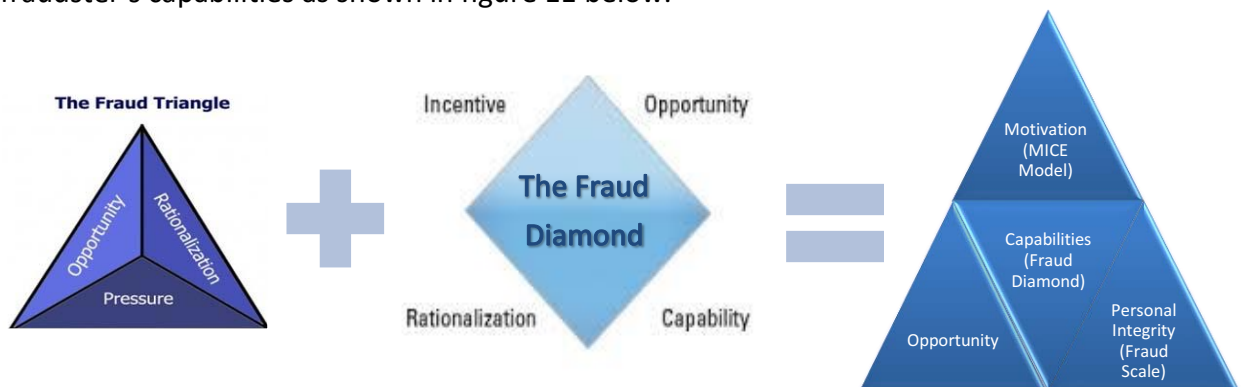 fraudster's capabilities as shown in figure 11 below:
The Fraud Triangle
Opportunity
Rationalization
Pressure
Incentive
Opportunity
The Fraud
Diamond
Rationalization
Capability
Motivation
(MICE
Model)
Capabilities
(Fraud
Diamond)
Opportunity
Personal
Integrity
(Fraud
Scale)